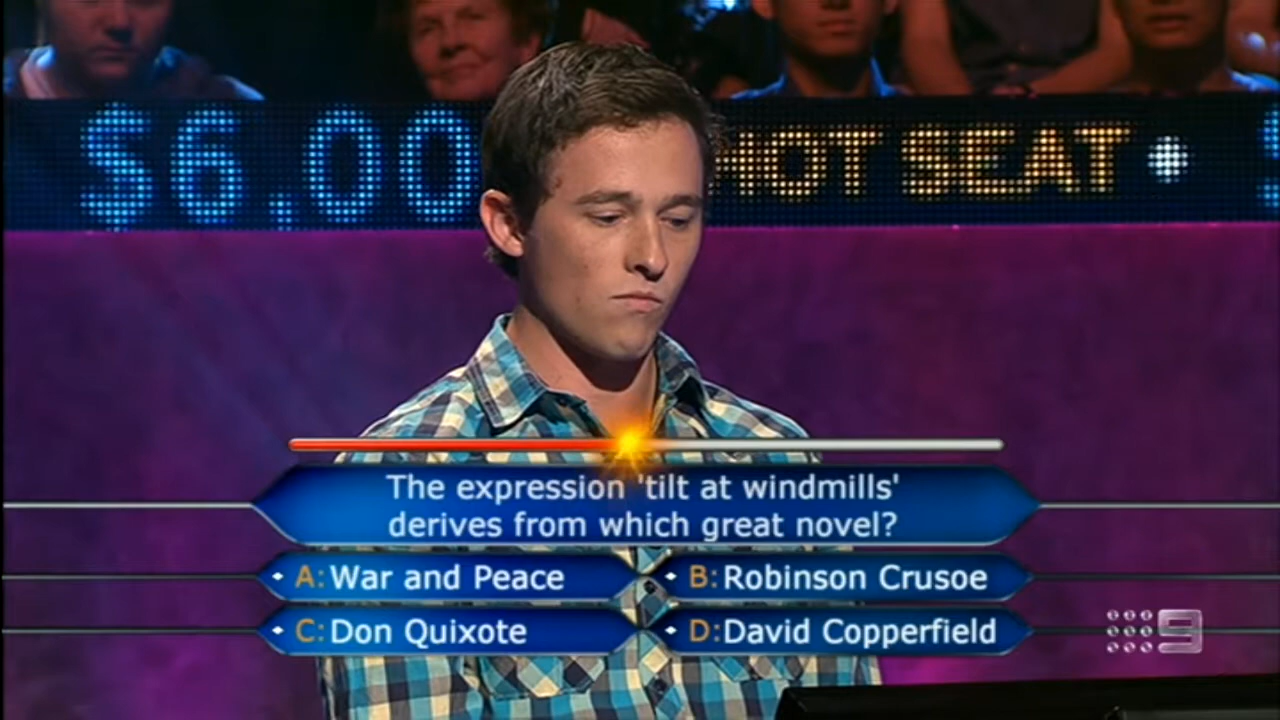 $6,00
HOT SEAT
The expression 'tilt at windmills'
derives from which great novel?
A: War and Peace
B: Robinson Crusoe
C: Don Quixote
D: David Copperfield
9